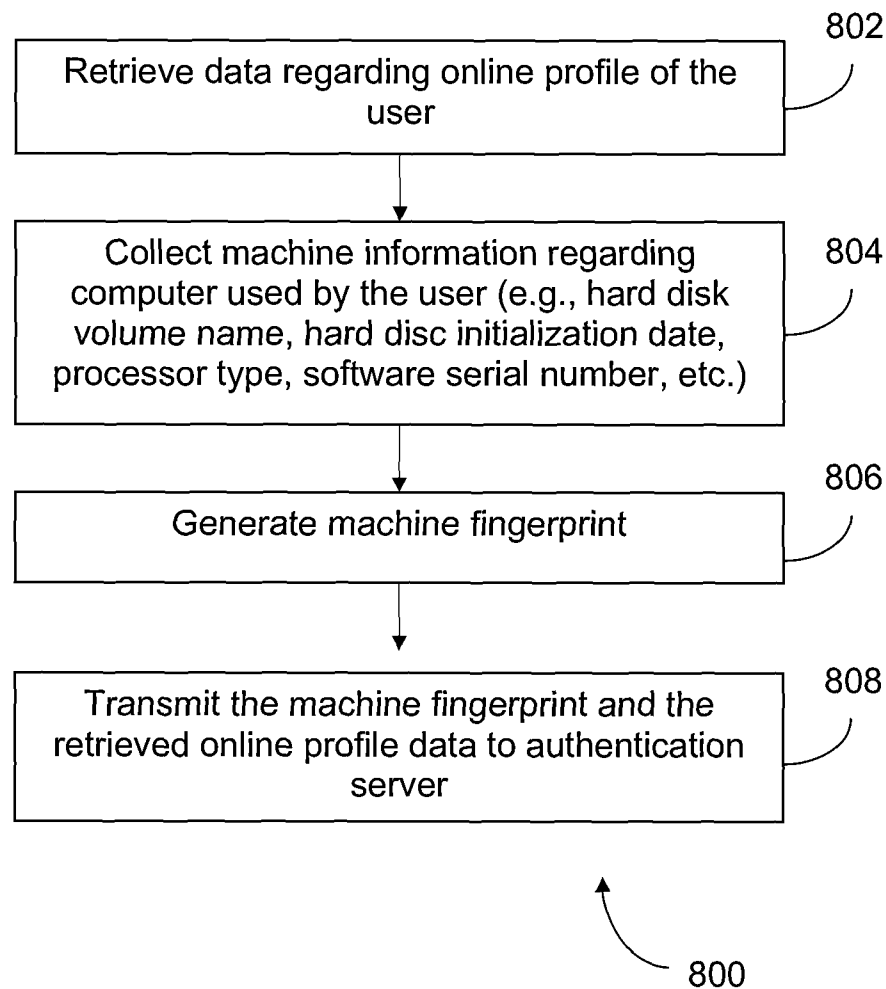 802
Retrieve data regarding online profile of the
user
804
Collect machine information regarding
computer used by the user (e.g., hard disk
volume name, hard disc initialization date,
processor type, software serial number, etc.)
806
Generate machine fingerprint
808
Transmit the machine fingerprint and the
retrieved online profile data to authentication
server
800